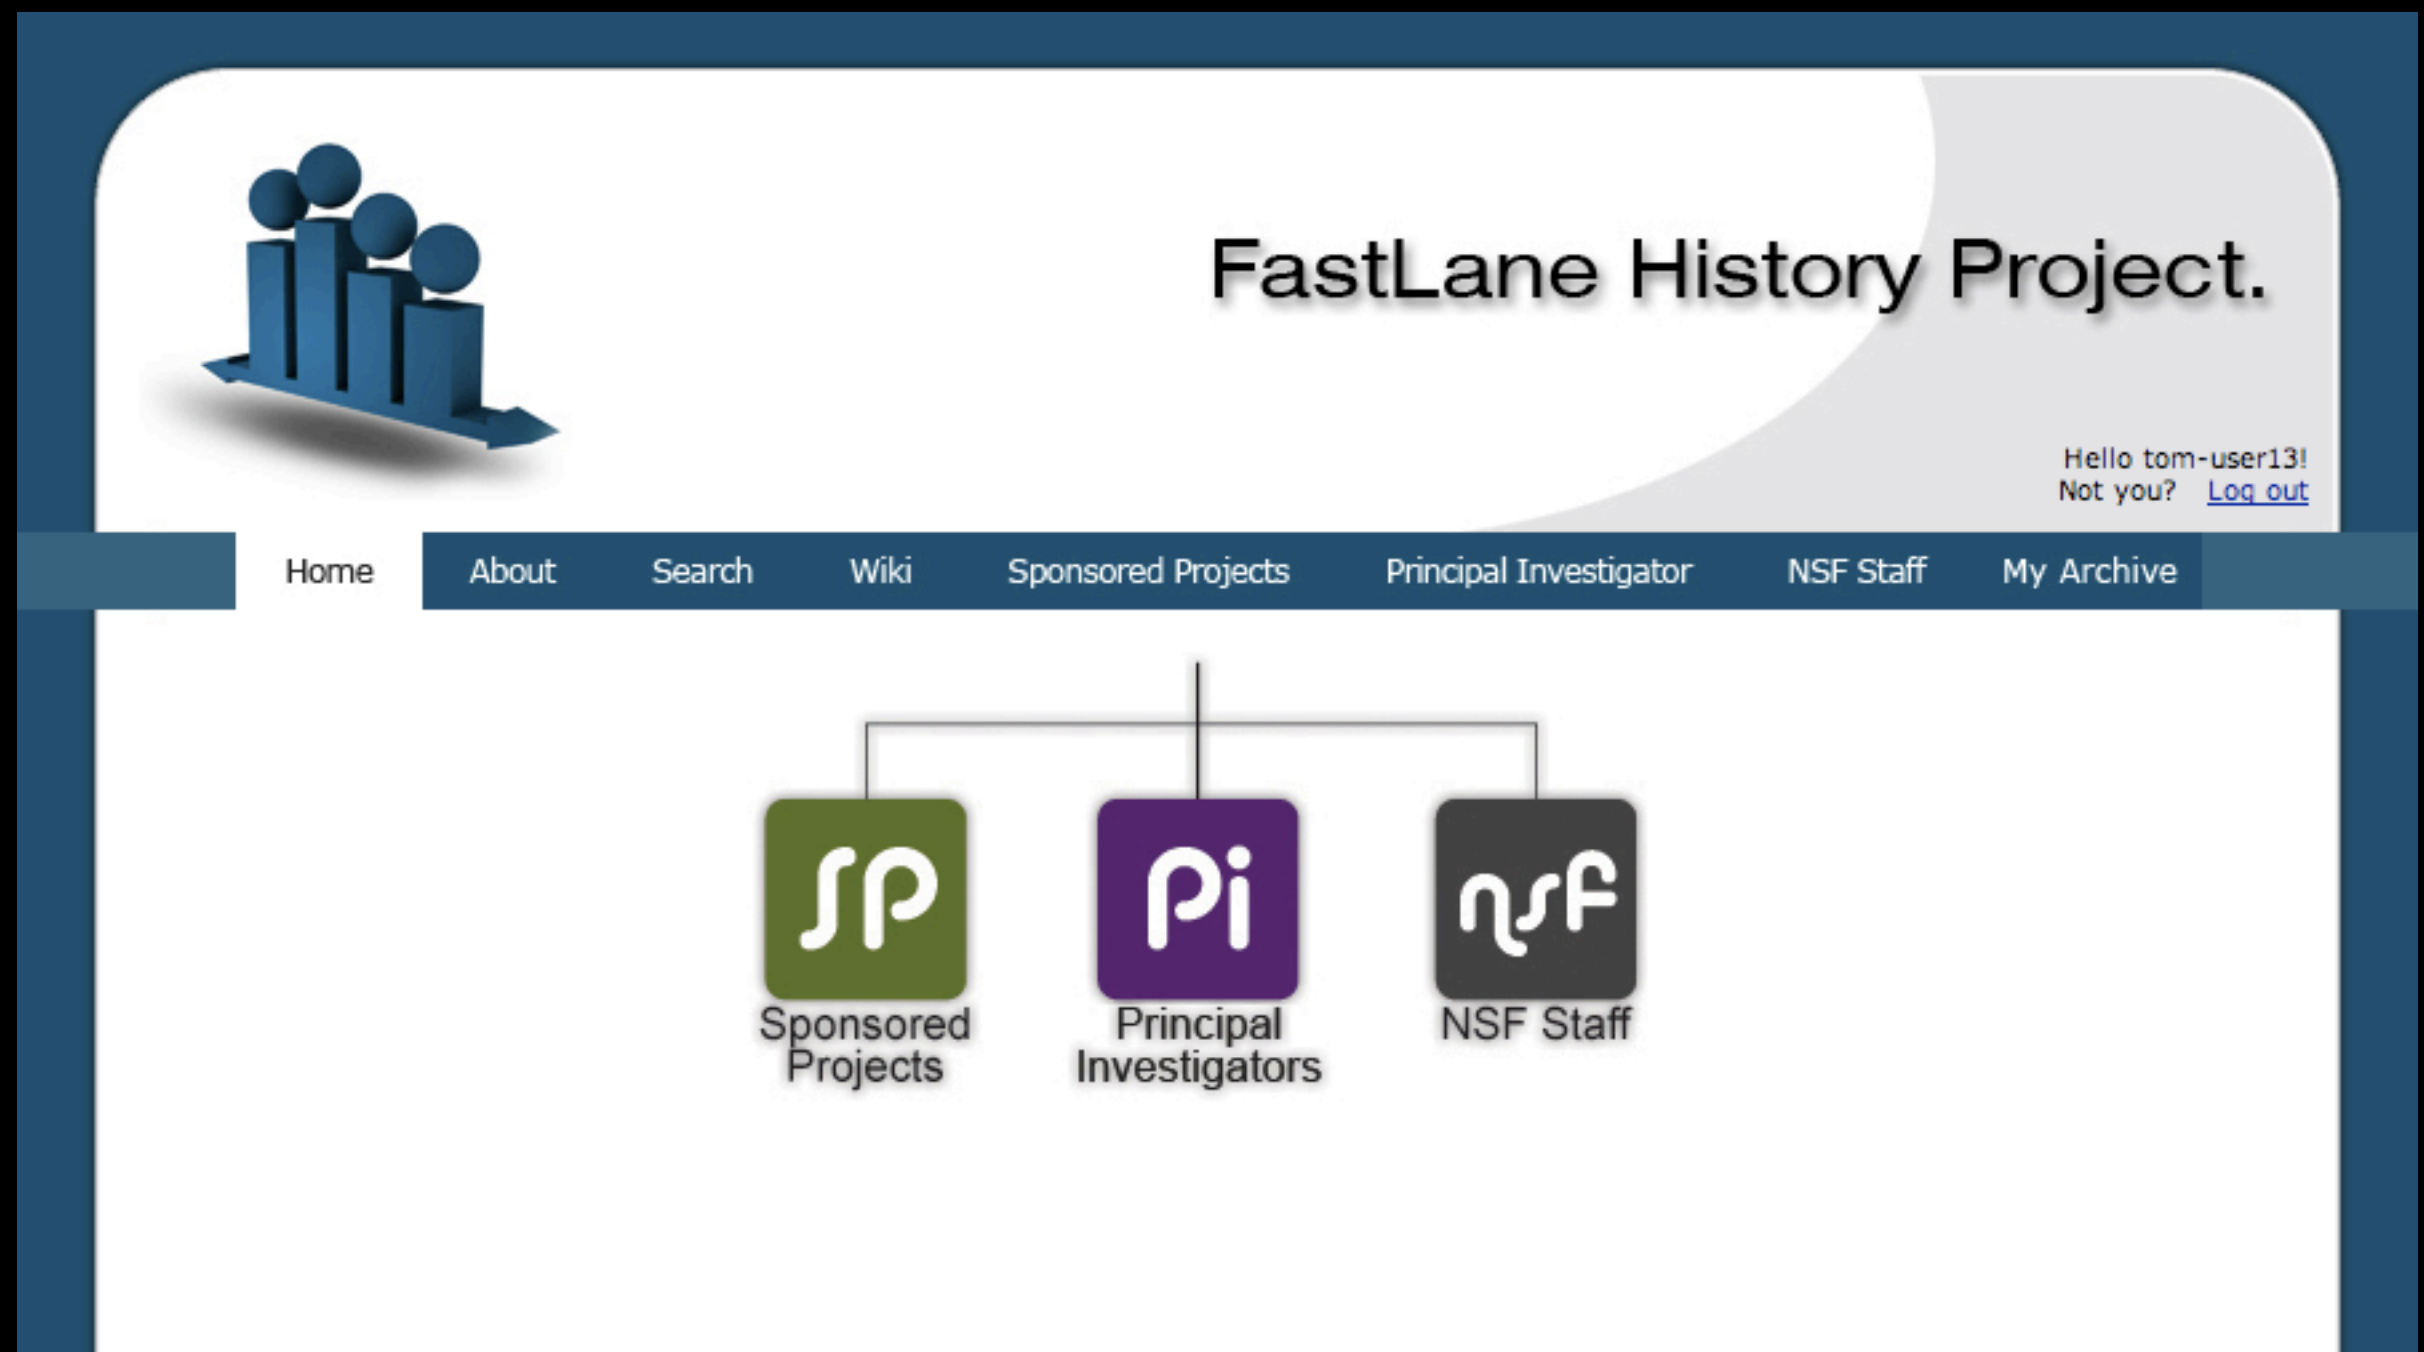 FastLane History Project.
Hello tom-user13!
Not you? Log out
Home About Search Wiki Sponsored Projects Principal Investigator NSF Staff My Archive
sp
Pi
nsf
Sponsored
Projects
Principal
Investigators
NSF Staff